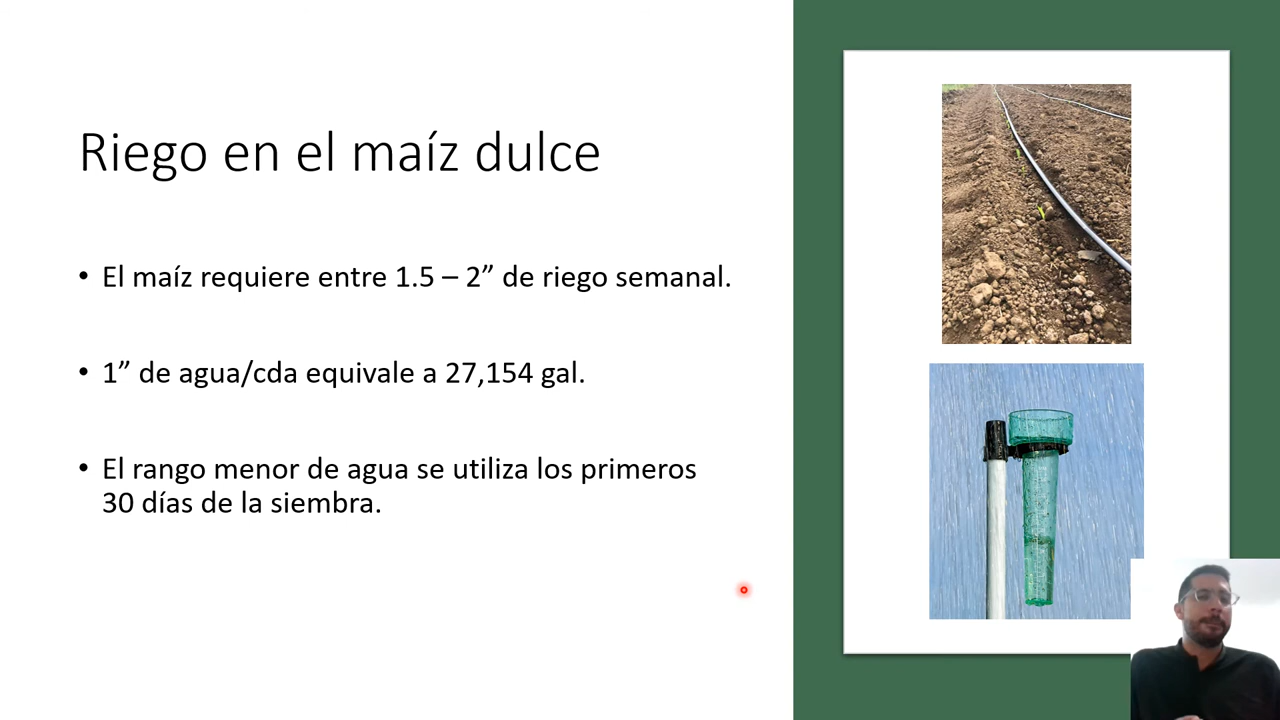 Riego en el maíz dulce
• El maíz requiere entre 1.5 – 2” de riego semanal.
• 1” de agua/cda equivale a 27,154 gal.
• El rango menor de agua se utiliza los primeros
30 días de la siembra.